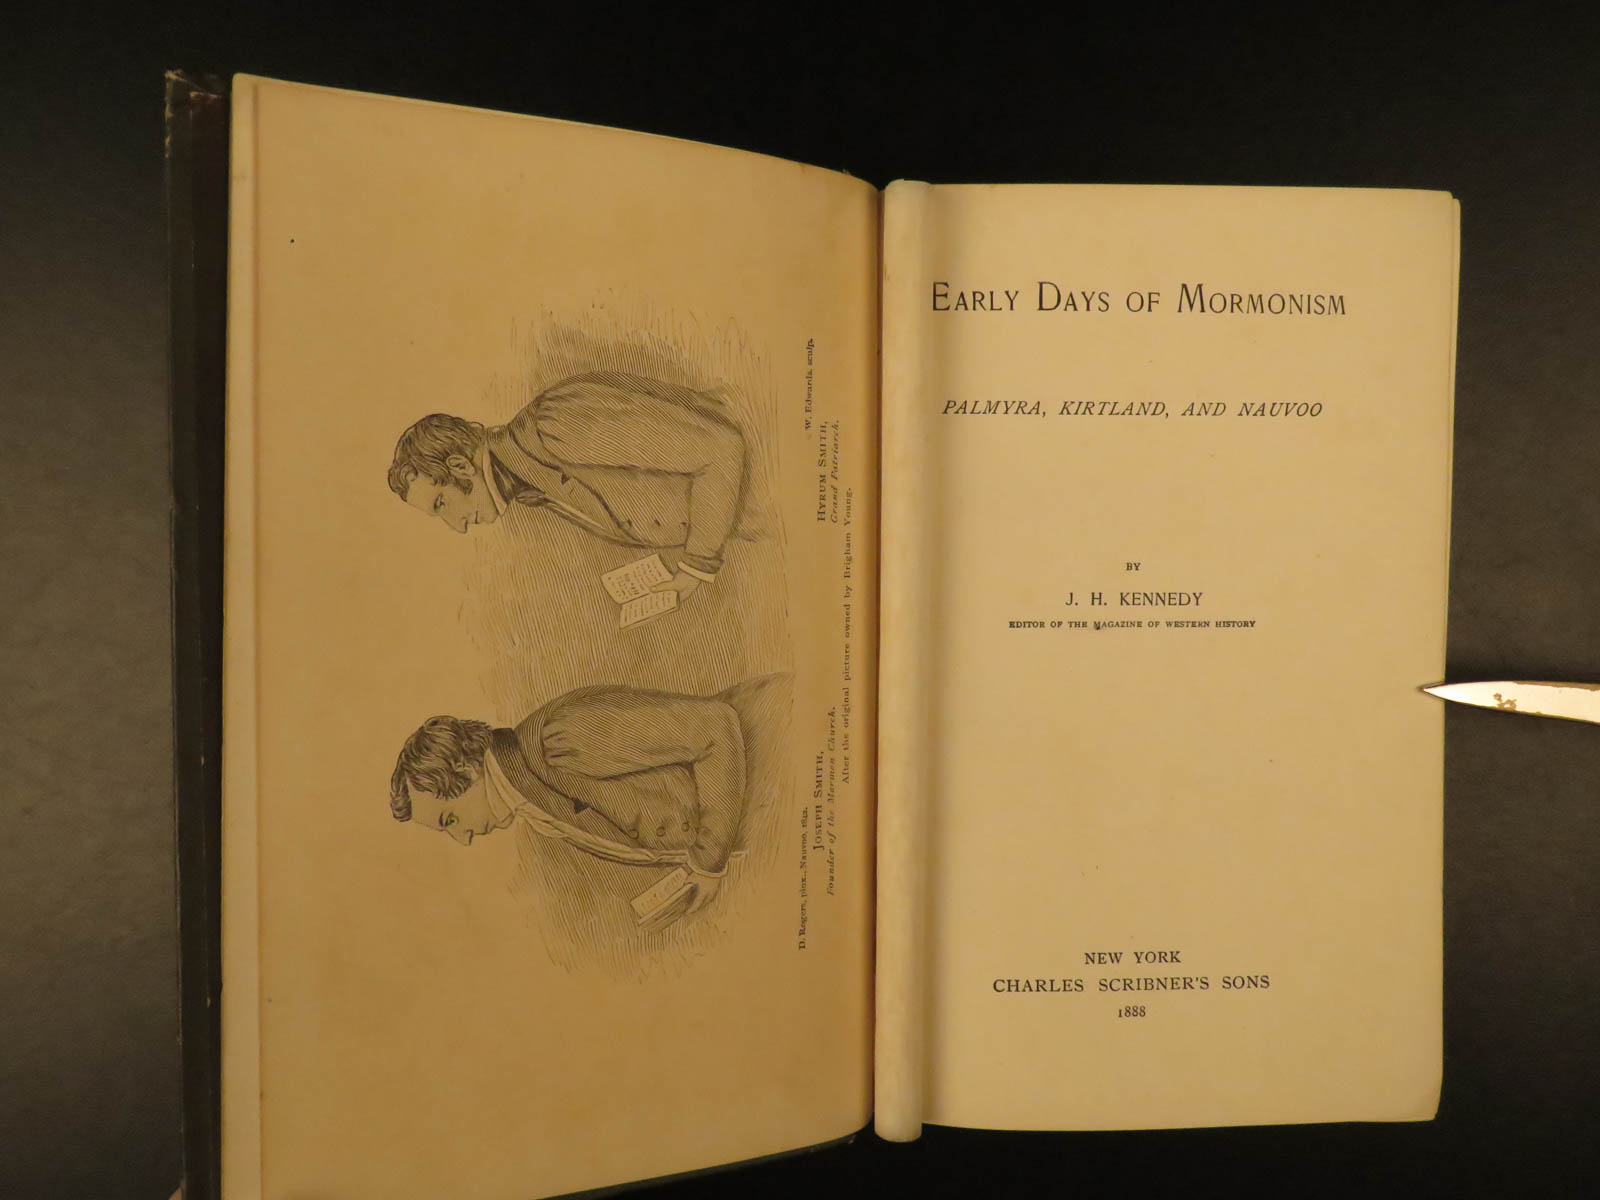 D. Rogers, pinx., Nauvoo, 1842.
W. Edwards, sculp.
JOSEPH SMITH,
Founder of the Mormon Church.
HYRUM SMITH,
Grand Patriarch.
After the original picture owned by Brigham Young.
EARLY DAYS OF MORMONISM
PALMYRA, KIRTLAND, AND NAUVOO
BY
J. H. KENNEDY
EDITOR OF THE MAGAZINE OF WESTERN HISTORY
NEW YORK
CHARLES SCRIBNER'S SONS
1888